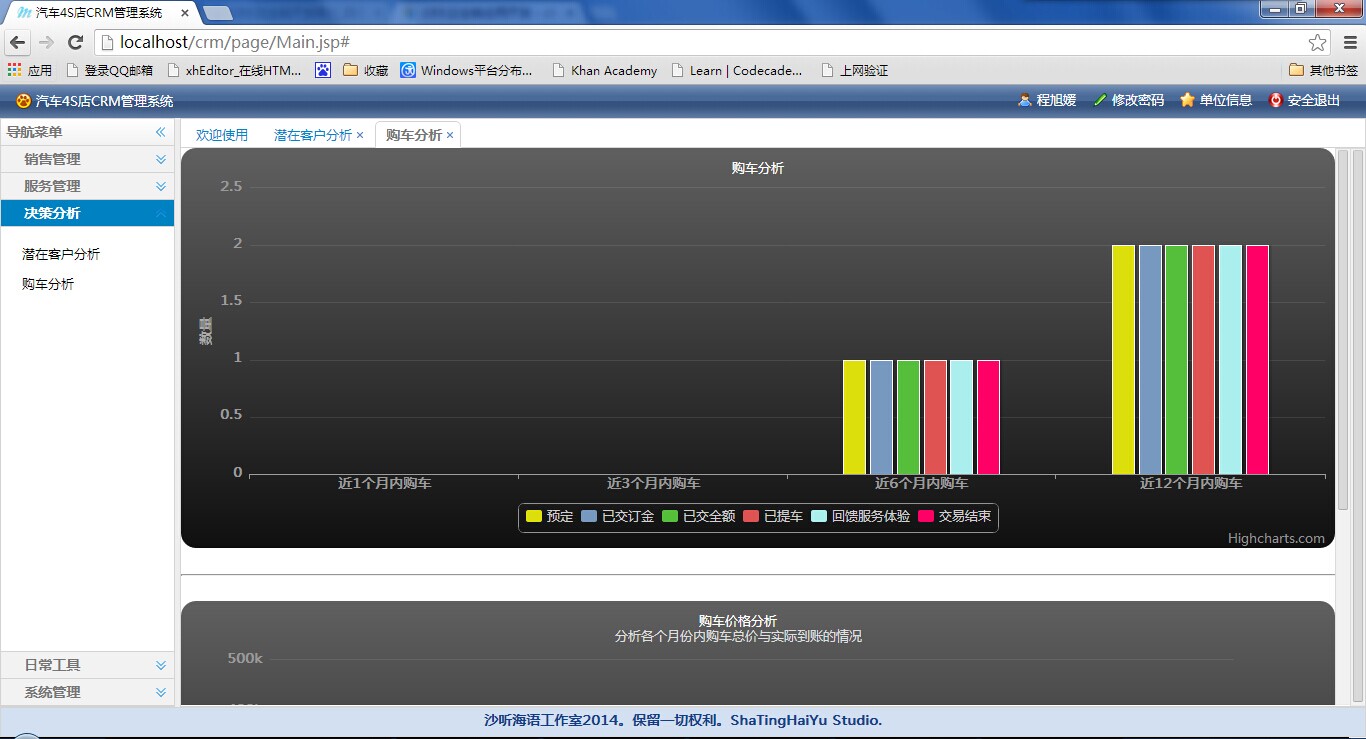 汽车4S店CRM管理系统
localhost/crm/page/Main.jsp#
应用 登录QQ邮箱 xhEditor_在线HTM... 收藏 Windows平台分布... Khan Academy Learn | Codecade... 上网验证 其他书签
汽车4S店CRM管理系统 程旭媛 修改密码 单位信息 安全退出
导航菜单
销售管理
服务管理
决策分析
潜在客户分析
购车分析
日常工具
系统管理
欢迎使用 潜在客户分析 购车分析
购车分析
2.5
2
1.5
1
0.5
0
数量
近1个月内购车 近3个月内购车 近6个月内购车 近12个月内购车
预定 已交订金 已交全额 已提车 回馈服务体验 交易结束
Highcharts.com
购车价格分析
分析各个月份内购车总价与实际到账的情况
500k
沙听海语工作室2014。保留一切权利。ShaTingHaiYu Studio.